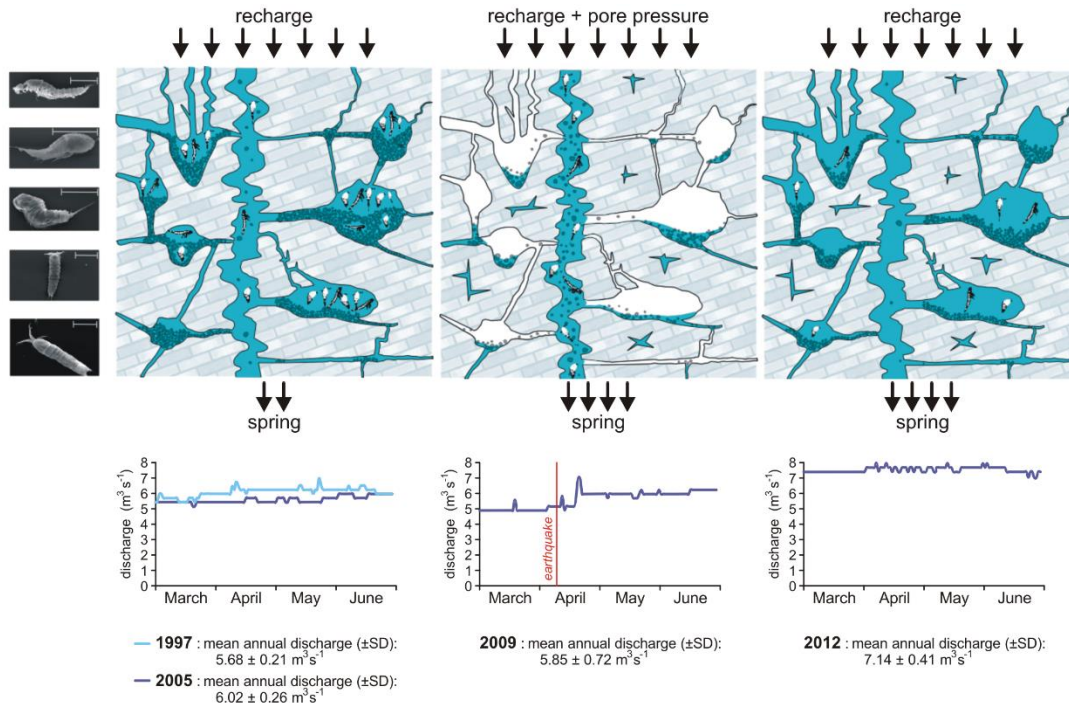 recharge
recharge + pore pressure
recharge
spring
spring
spring
discharge (m³ s⁻¹)
8
7
6
5
4
3
2
1
0
March
April
May
June
discharge (m³ s⁻¹)
8
7
6
5
4
3
2
1
0
earthquake
March
April
May
June
discharge (m³ s⁻¹)
8
7
6
5
4
3
2
1
0
March
April
May
June
1997 : mean annual discharge (±SD):
5.68 ± 0.21 m³s⁻¹
2005 : mean annual discharge (±SD):
6.02 ± 0.26 m³s⁻¹
2009 : mean annual discharge (±SD):
5.85 ± 0.72 m³s⁻¹
2012 : mean annual discharge (±SD):
7.14 ± 0.41 m³s⁻¹